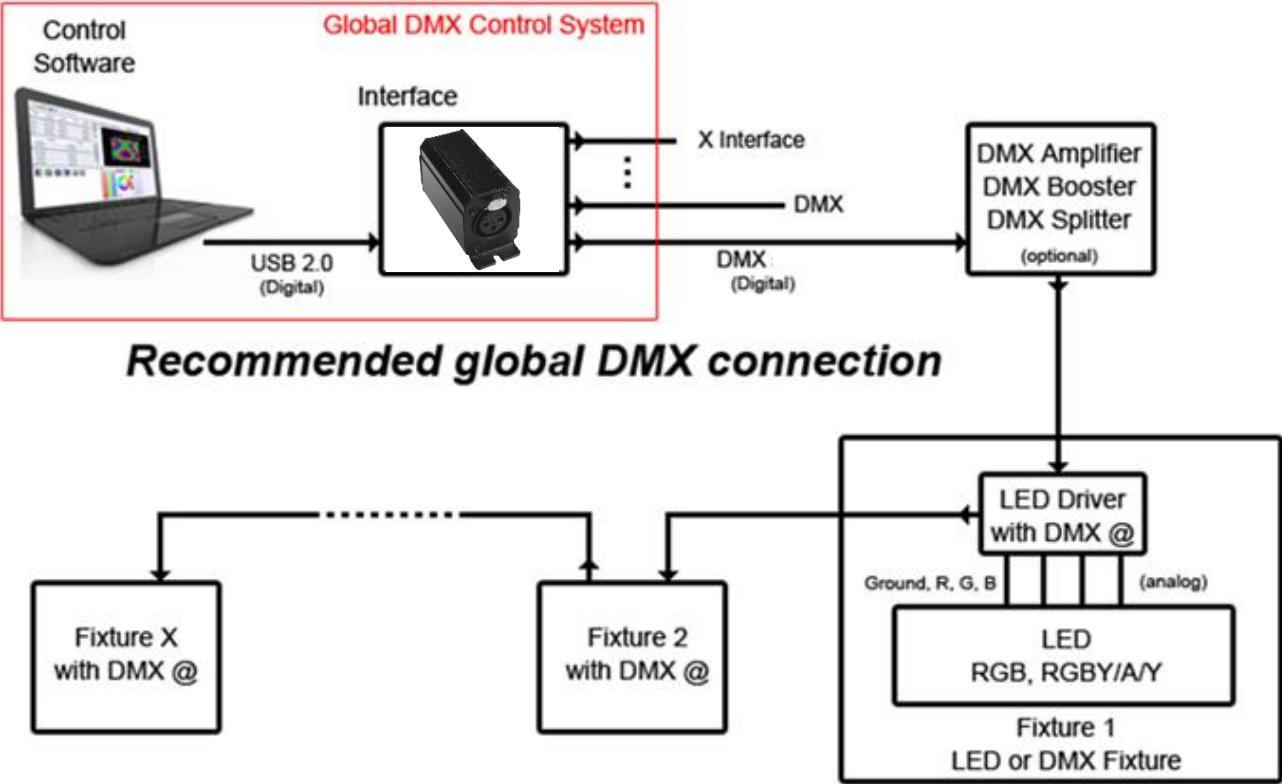 Global DMX Control System
Control
Software
Interface
X Interface
DMX
USB 2.0
(Digital)
DMX
(Digital)
DMX Amplifier
DMX Booster
DMX Splitter
(optional)
Recommended global DMX connection
LED Driver
with DMX @
Ground, R, G, B
(analog)
LED
RGB, RGBY/A/Y
Fixture 1
LED or DMX Fixture
Fixture 2
with DMX @
Fixture X
with DMX @